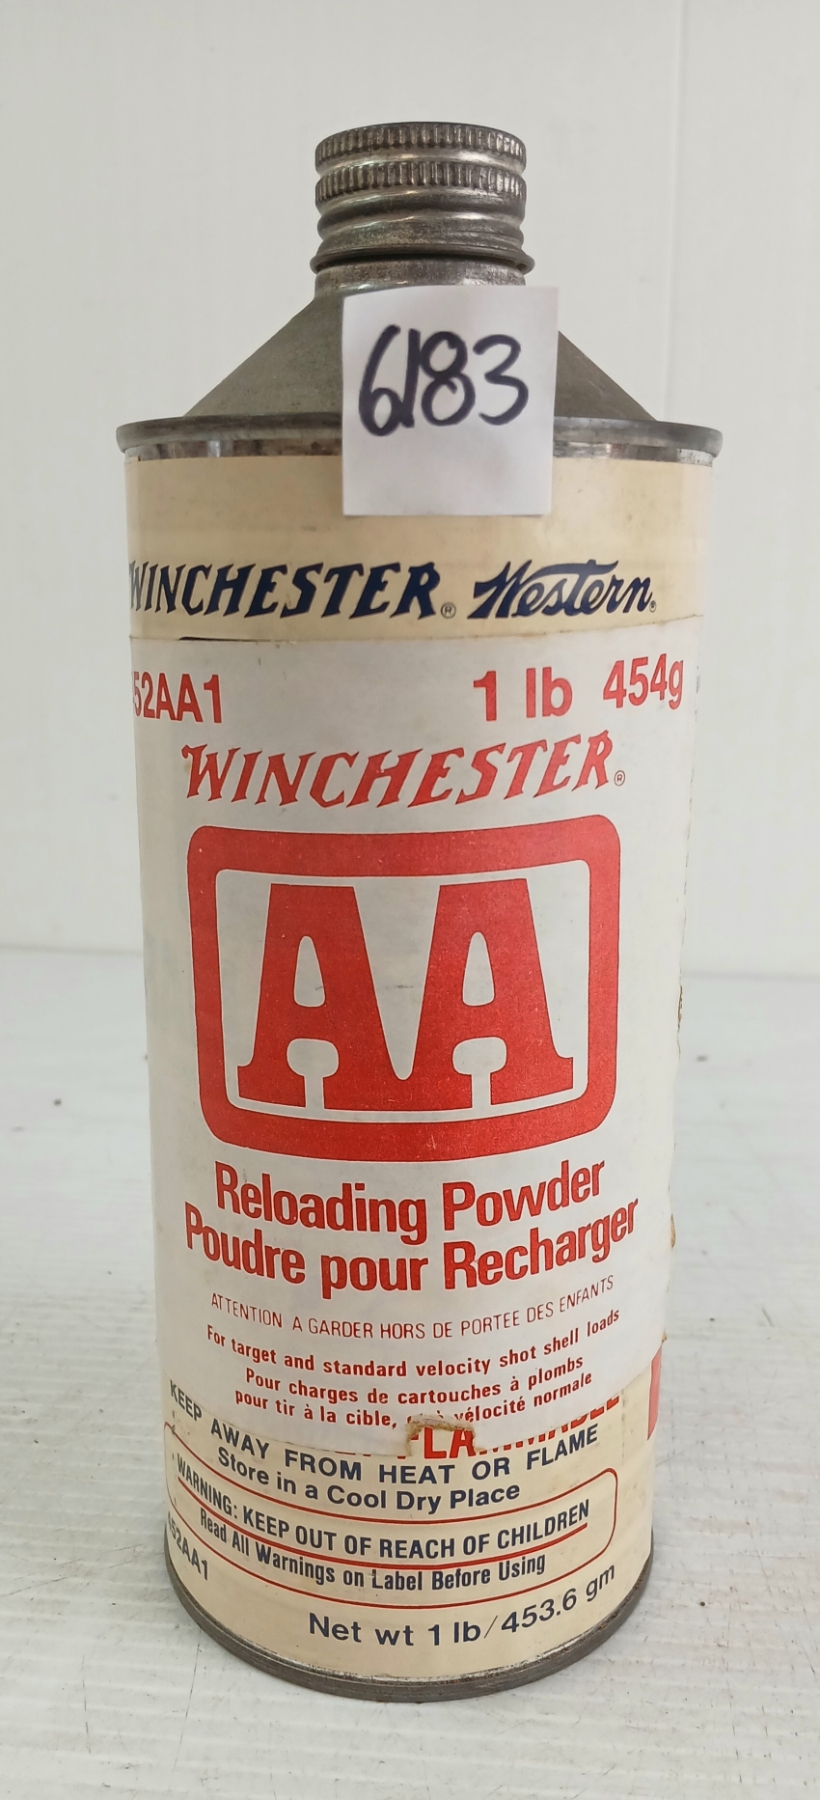 6183
WINCHESTER® Western®
52AA1 1 lb 454g
WINCHESTER®
AA
Reloading Powder
Poudre pour Recharger
ATTENTION A GARDER HORS DE PORTEE DES ENFANTS
For target and standard velocity shot shell loads
Pour charges de cartouches à plombs
pour tir à la cible, vélocité normale
KEEP AWAY FROM HEAT OR FLAME
Store in a Cool Dry Place
WARNING: KEEP OUT OF REACH OF CHILDREN
Read All Warnings on Label Before Using
452AA1
Net wt 1 lb/453.6 gm